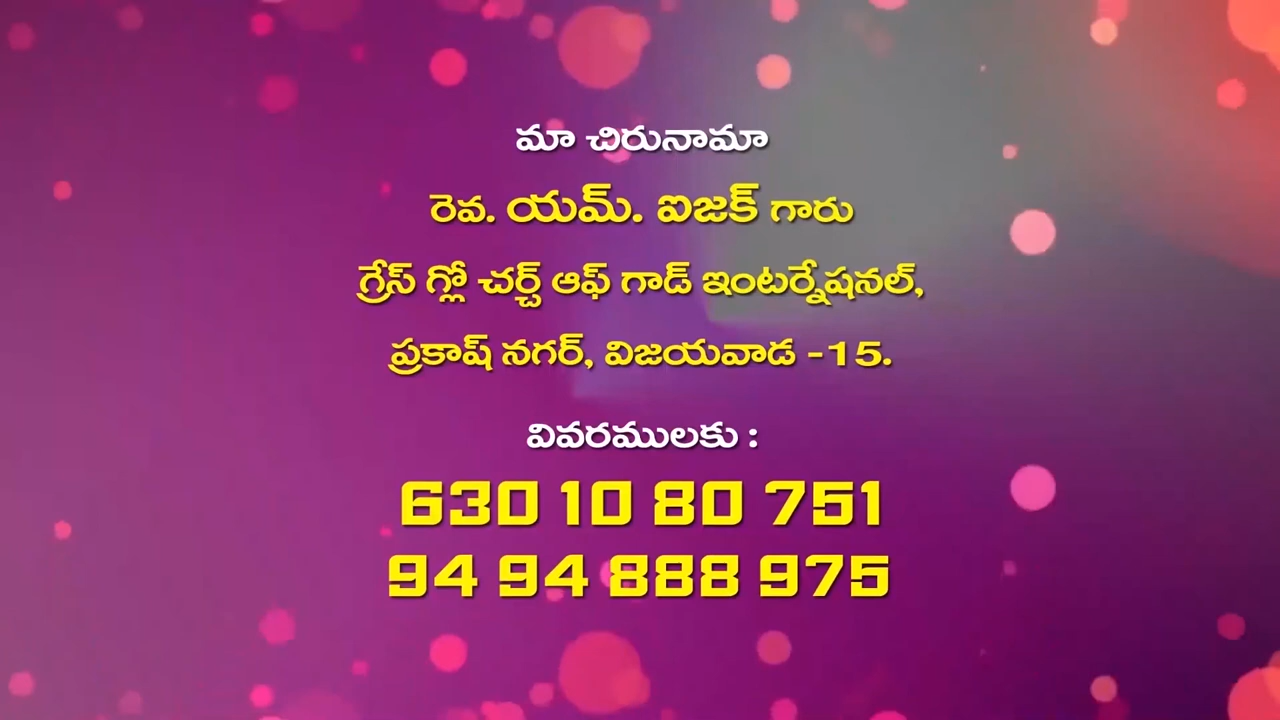 మా చిరునామా
రెవ. యమ్. ఐజక్ గారు
గ్రేస్ గ్లో చర్చ్ ఆఫ్ గాడ్ ఇంటర్నేషనల్,
ప్రకాష్ నగర్, విజయవాడ -15.
వివరములకు :
630 10 80 751
94 94 888 975